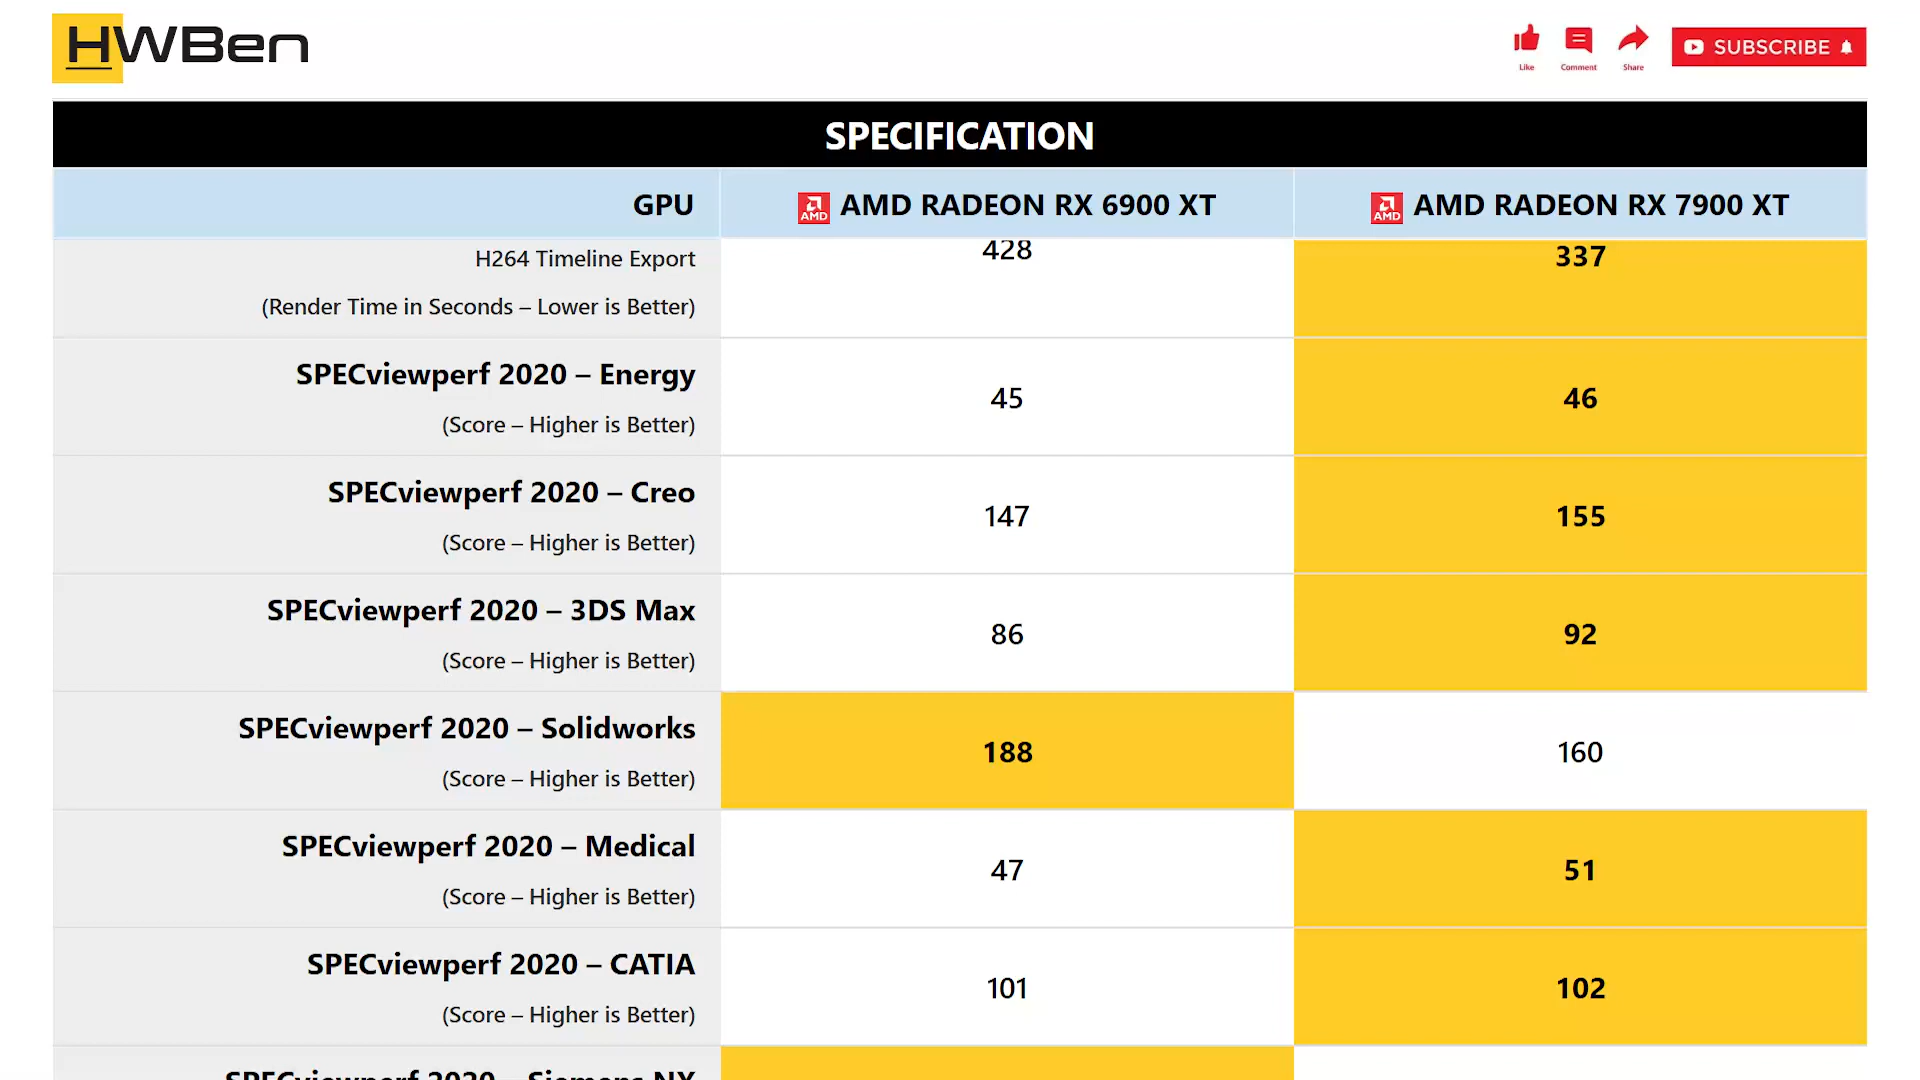 HWBen
Like
Comment
Share
SUBSCRIBE
SPECIFICATION
GPU
AMD
AMD RADEON RX 6900 XT
AMD
AMD RADEON RX 7900 XT
H264 Timeline Export
(Render Time in Seconds – Lower is Better)
428
337
SPECviewperf 2020 – Energy
(Score – Higher is Better)
45
46
SPECviewperf 2020 – Creo
(Score – Higher is Better)
147
155
SPECviewperf 2020 – 3DS Max
(Score – Higher is Better)
86
92
SPECviewperf 2020 – Solidworks
(Score – Higher is Better)
188
160
SPECviewperf 2020 – Medical
(Score – Higher is Better)
47
51
SPECviewperf 2020 – CATIA
(Score – Higher is Better)
101
102
SPECviewperf 2020 – Siemens NX